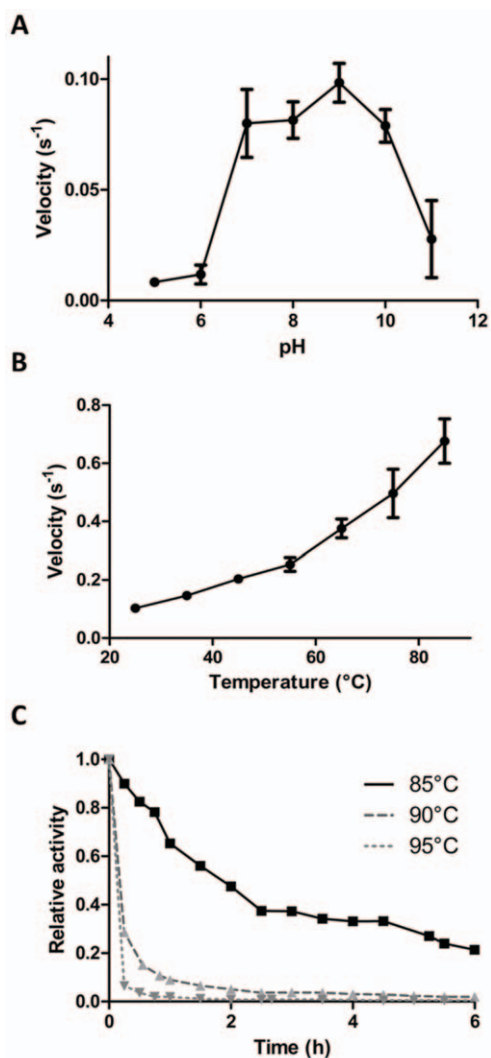 A
Velocity (s⁻¹)
0.10
0.05
0.00
4 6 8 10 12
pH
B
Velocity (s⁻¹)
0.8
0.6
0.4
0.2
0.0
20 40 60 80
Temperature (°C)
C
Relative activity
1.0
0.8
0.6
0.4
0.2
0.0
85°C
90°C
95°C
0 2 4 6
Time (h)